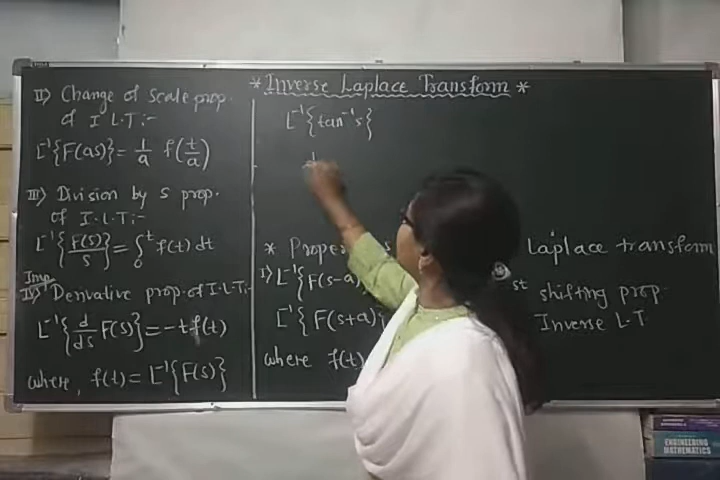 * Inverse Laplace Transform *
II) Change of scale prop.
of I L.T:-
L⁻¹{F(as)} = 1/a f(t/a)
III) Division by s prop.
of I.L.T:-
L⁻¹{F(s)/s} = ∫₀ᵗ f(t) dt
Imp
IV) Derivative prop. of I.L.T:-
L⁻¹{d/ds F(s)} = -t f(t)
where, f(t) = L⁻¹{F(s)}
L⁻¹{tan⁻¹s}
* Proper s Laplace transform
I) L⁻¹{F(s-a) st shifting prop.
L⁻¹{F(s+a) Inverse L.T
where f(t)
ENGINEERING
MATHEMATICS